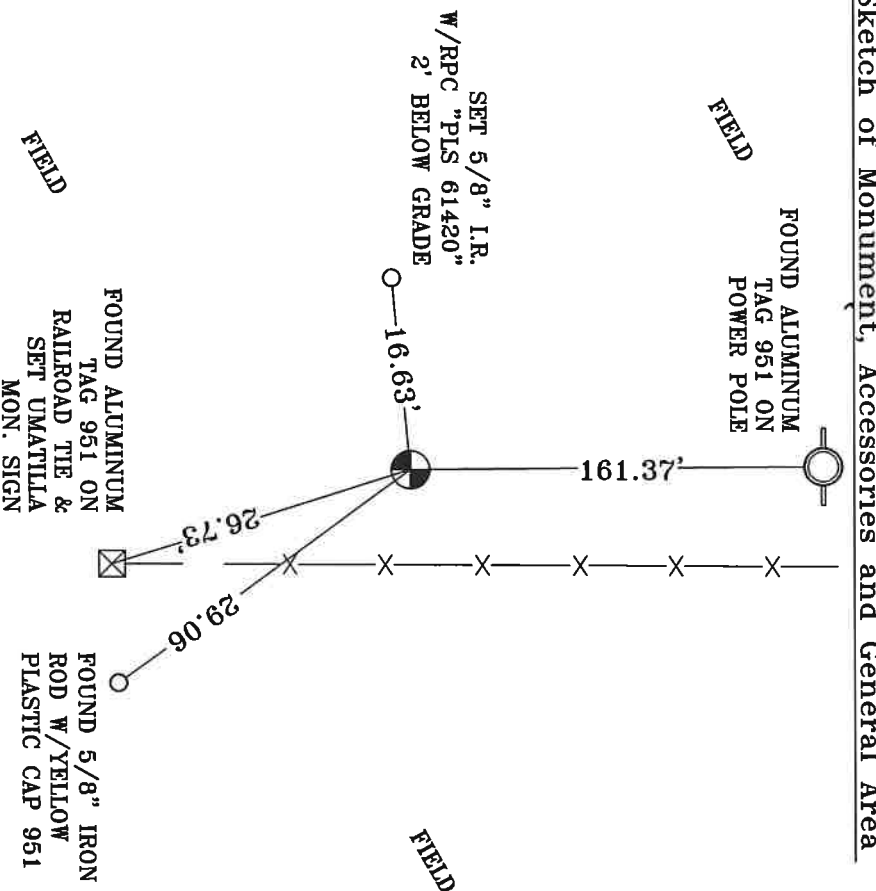 Sketch of Monument, Accessories and General Area
FOUND ALUMINUM
TAG 951 ON
POWER POLE
FIELD
161.37'
SET 5/8" I.R.
W/RPC "PLS 61420"
2' BELOW GRADE
16.63'
FIELD
26.73'
29.06
FOUND ALUMINUM
TAG 951 ON
RAILROAD TIE &
SET UMATILLA
MON. SIGN
FOUND 5/8" IRON
ROD W/YELLOW
PLASTIC CAP 951
FIELD